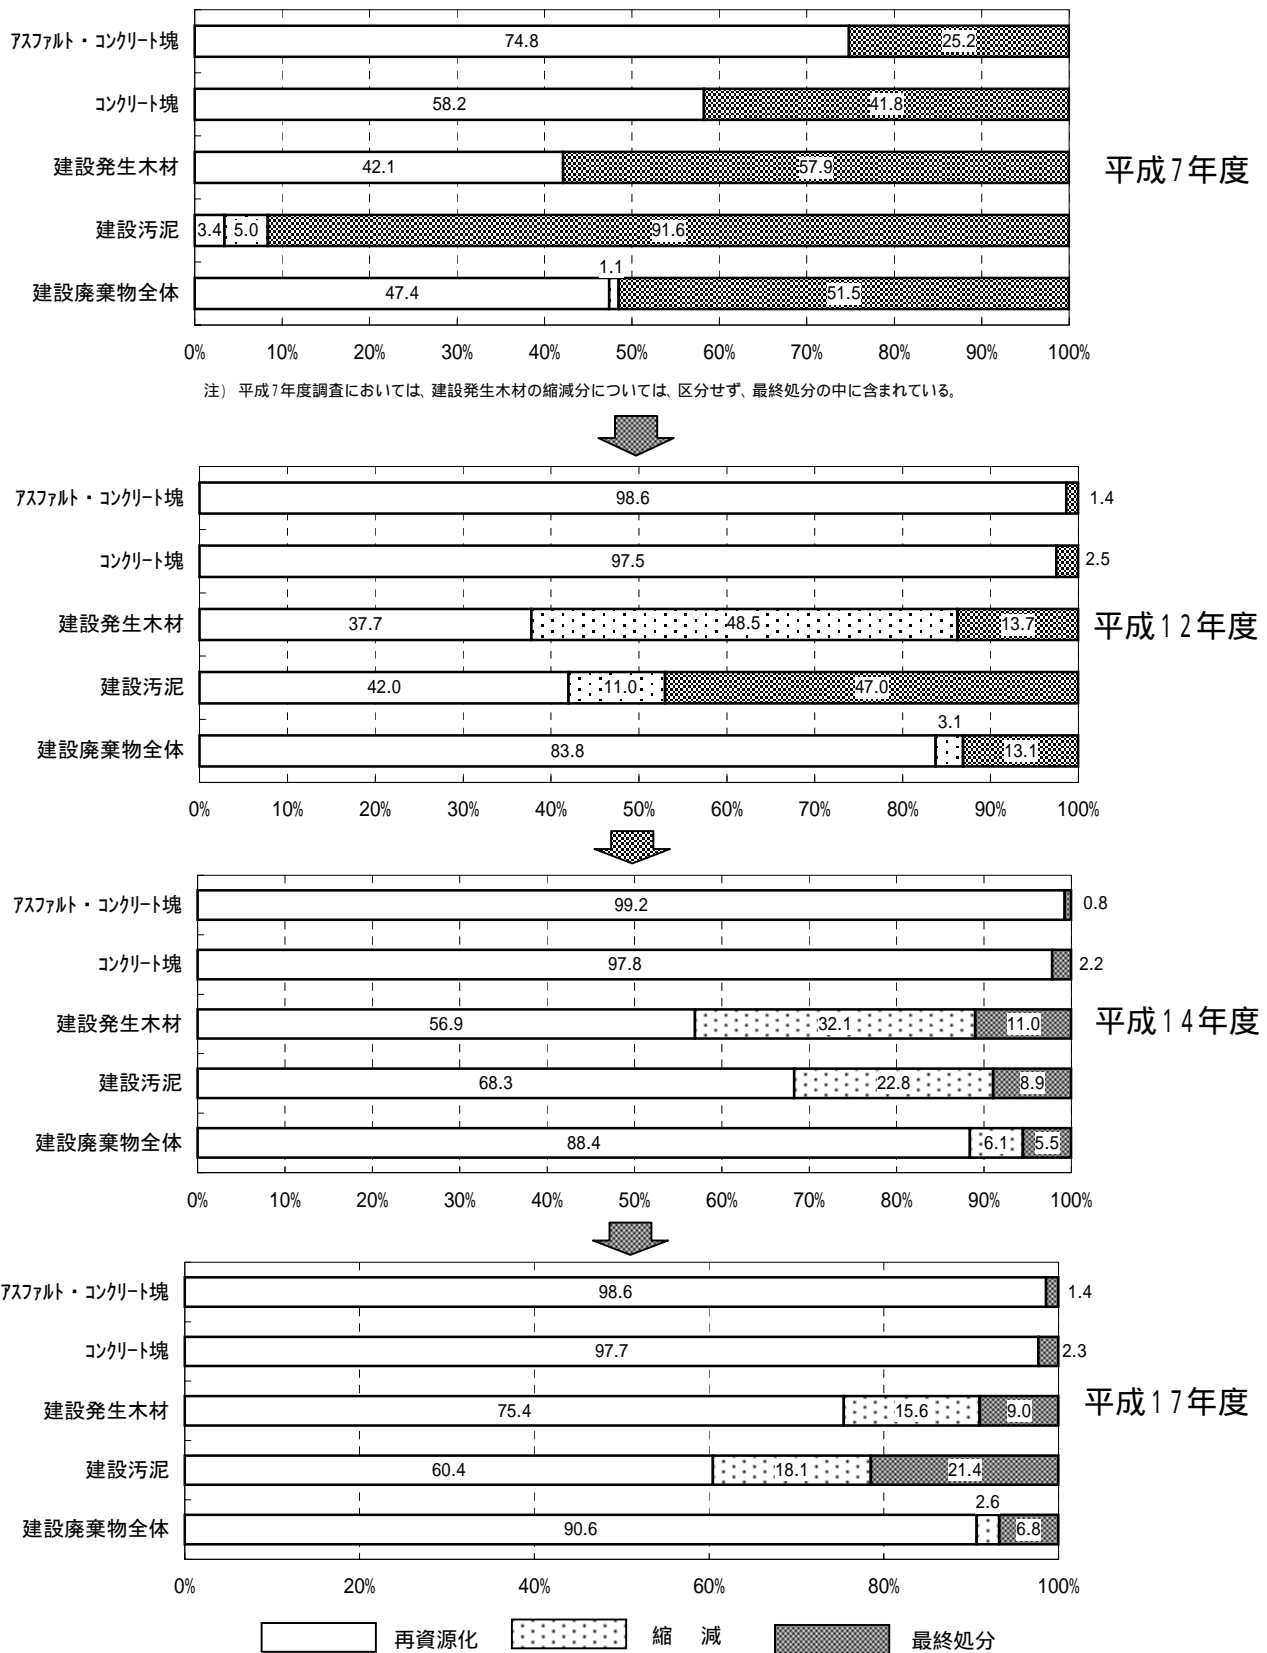 アスファルト・コンクリート塊 74.8 25.2
コンクリート塊 58.2 41.8
建設発生木材 42.1 57.9
平成7年度
建設汚泥 3.4 5.0 91.6
1.1
建設廃棄物全体 47.4 51.5
0% 10% 20% 30% 40% 50% 60% 70% 80% 90% 100%
注) 平成7年度調査においては、建設発生木材の縮減分については、区分せず、最終処分の中に含まれている。
アスファルト・コンクリート塊 98.6 1.4
コンクリート塊 97.5 2.5
建設発生木材 37.7 48.5 13.7
平成12年度
建設汚泥 42.0 11.0 47.0
3.1
建設廃棄物全体 83.8 13.1
0% 10% 20% 30% 40% 50% 60% 70% 80% 90% 100%
アスファルト・コンクリート塊 99.2 0.8
コンクリート塊 97.8 2.2
建設発生木材 56.9 32.1 11.0
平成14年度
建設汚泥 68.3 22.8 8.9
建設廃棄物全体 88.4 6.1 5.5
0% 10% 20% 30% 40% 50% 60% 70% 80% 90% 100%
アスファルト・コンクリート塊 98.6 1.4
コンクリート塊 97.7 2.3
建設発生木材 75.4 15.6 9.0
平成17年度
建設汚泥 60.4 18.1 21.4
2.6
建設廃棄物全体 90.6 6.8
0% 20% 40% 60% 80% 100%
再資源化 縮 減 最終処分